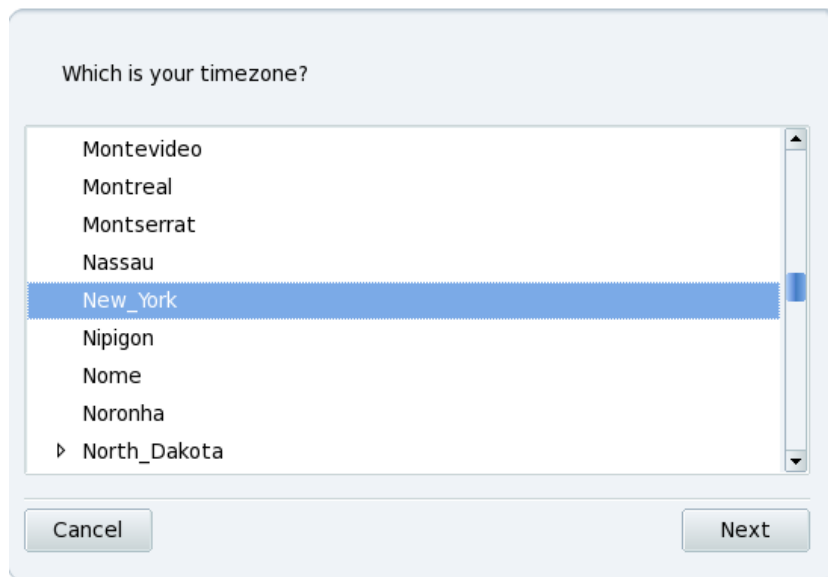 Which is your timezone?
Montevideo
Montreal
Montserrat
Nassau
New_York
Nipigon
Nome
Noronha
North_Dakota
Cancel
Next